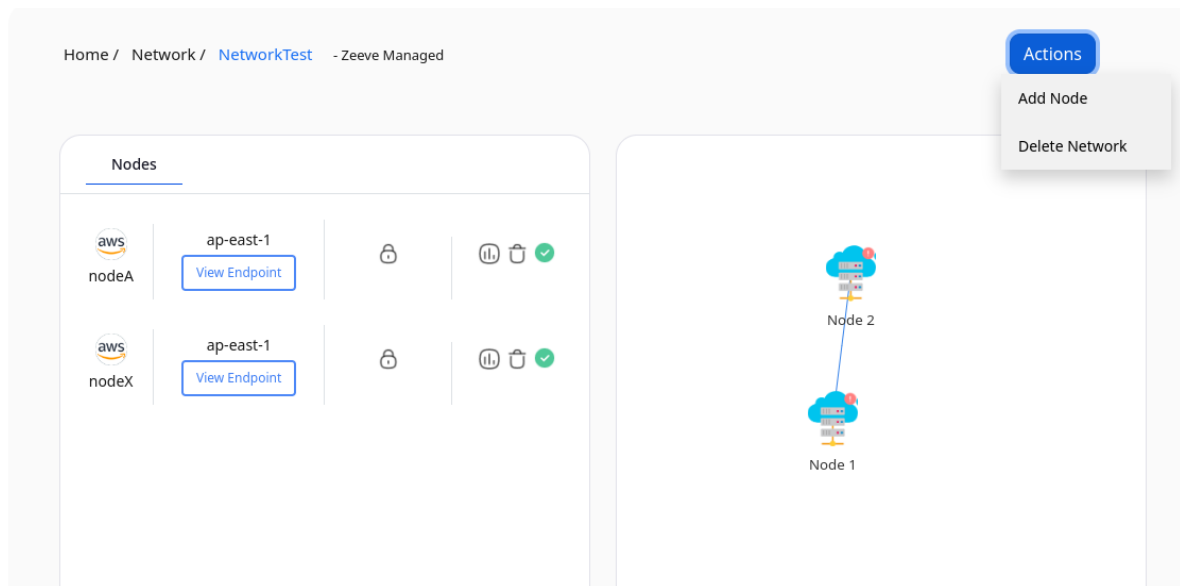 Home / Network / NetworkTest - Zeeve Managed
Actions
Add Node
Delete Network
Nodes
aws
nodeA
ap-east-1
View Endpoint
aws
nodeX
ap-east-1
View Endpoint
Node 2
Node 1